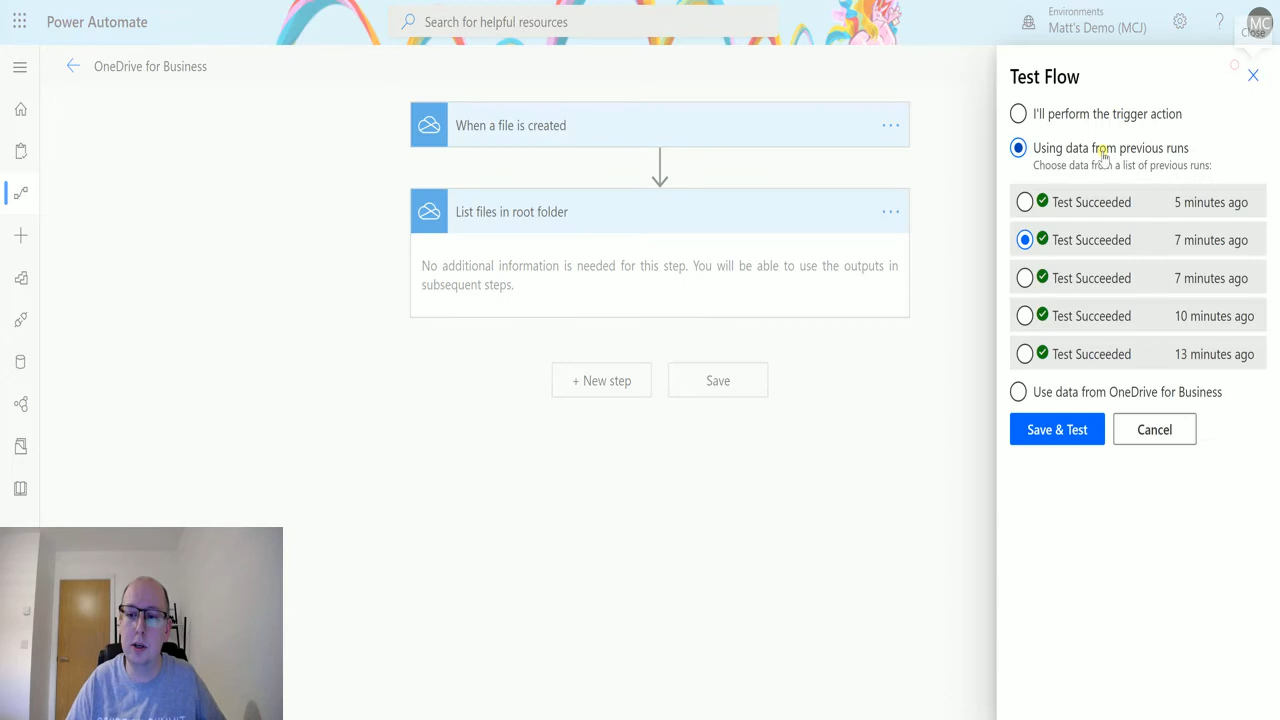 Power Automate
Search for helpful resources
Environments
Matt's Demo (MCJ)
MC
Close
OneDrive for Business
When a file is created
List files in root folder
No additional information is needed for this step. You will be able to use the outputs in
subsequent steps.
+ New step
Save
Test Flow
I'll perform the trigger action
Using data from previous runs
Choose data from a list of previous runs:
Test Succeeded 5 minutes ago
Test Succeeded 7 minutes ago
Test Succeeded 7 minutes ago
Test Succeeded 10 minutes ago
Test Succeeded 13 minutes ago
Use data from OneDrive for Business
Save & Test
Cancel